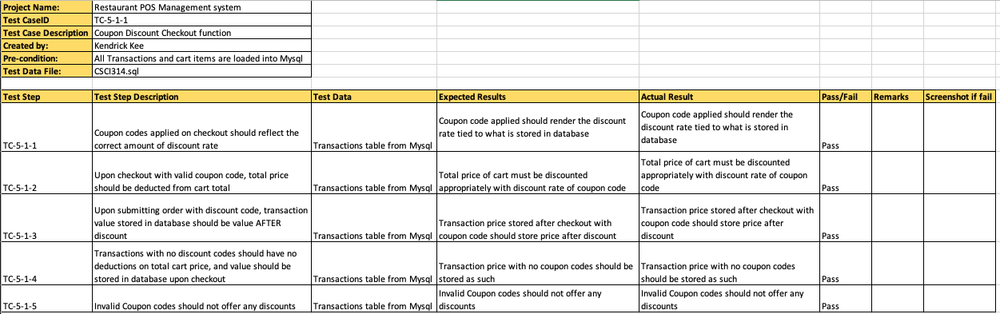 Project Name: Restaurant POS Management system
Test CaseID TC-5-1-1
Test Case Description Coupon Discount Checkout function
Created by: Kendrick Kee
Pre-condition: All Transactions and cart items are loaded into Mysql
Test Data File: CSCI314.sql
Test Step Test Step Description Test Data Expected Results Actual Result Pass/Fail Remarks Screenshot if fail
TC-5-1-1
Coupon codes applied on checkout should reflect the
correct amount of discount rate
Transactions table from Mysql
Coupon code applied should render the discount
rate tied to what is stored in database
Coupon code applied should render the
discount rate tied to what is stored in
database
Pass
TC-5-1-2
Upon checkout with valid coupon code, total price
should be deducted from cart total
Transactions table from Mysql
Total price of cart must be discounted
appropriately with discount rate of coupon code
Total price of cart must be discounted
appropriately with discount rate of coupon
code
Pass
TC-5-1-3
Upon submitting order with discount code, transaction
value stored in database should be value AFTER
discount
Transactions table from Mysql
Transaction price stored after checkout with
coupon code should store price after discount
Transaction price stored after checkout with
coupon code should store price after
discount
Pass
TC-5-1-4
Transactions with no discount codes should have no
deductions on total cart price, and value should be
stored in database upon checkout
Transactions table from Mysql
Transaction price with no coupon codes should be
stored as such
Transaction price with no coupon codes
should be stored as such
Pass
TC-5-1-5
Invalid Coupon codes should not offer any discounts
Transactions table from Mysql
Invalid Coupon codes should not offer any
discounts
Invalid Coupon codes should not offer any
discounts
Pass